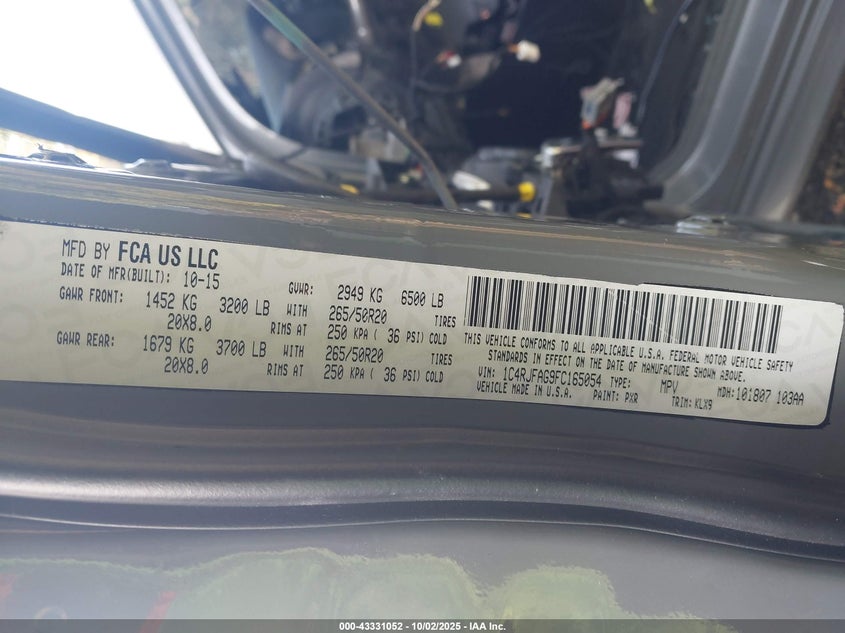 MFD BY FCA US LLC
DATE OF MFR(BUILT): 10-15 GVWR: 2949 KG 6500 LB
GAWR FRONT: 1452 KG 3200 LB WITH 265/50R20 TIRES
20X8.0 RIMS AT 250 KPA ( 36 PSI) COLD
GAWR REAR: 1679 KG 3700 LB WITH 265/50R20 TIRES
20X8.0 RIMS AT 250 KPA ( 36 PSI) COLD
THIS VEHICLE CONFORMS TO ALL APPLICABLE U.S.A. FEDERAL MOTOR VEHICLE SAFETY
STANDARDS IN EFFECT ON THE DATE OF MANUFACTURE SHOWN ABOVE.
VIN: 1C4RJFAG9FC165054 TYPE: MPV MDH:101807 103AA
VEHICLE MADE IN U.S.A. PAINT: PXR TRIM: KLX9
000-43331052 - 10/02/2025 - IAA Inc.